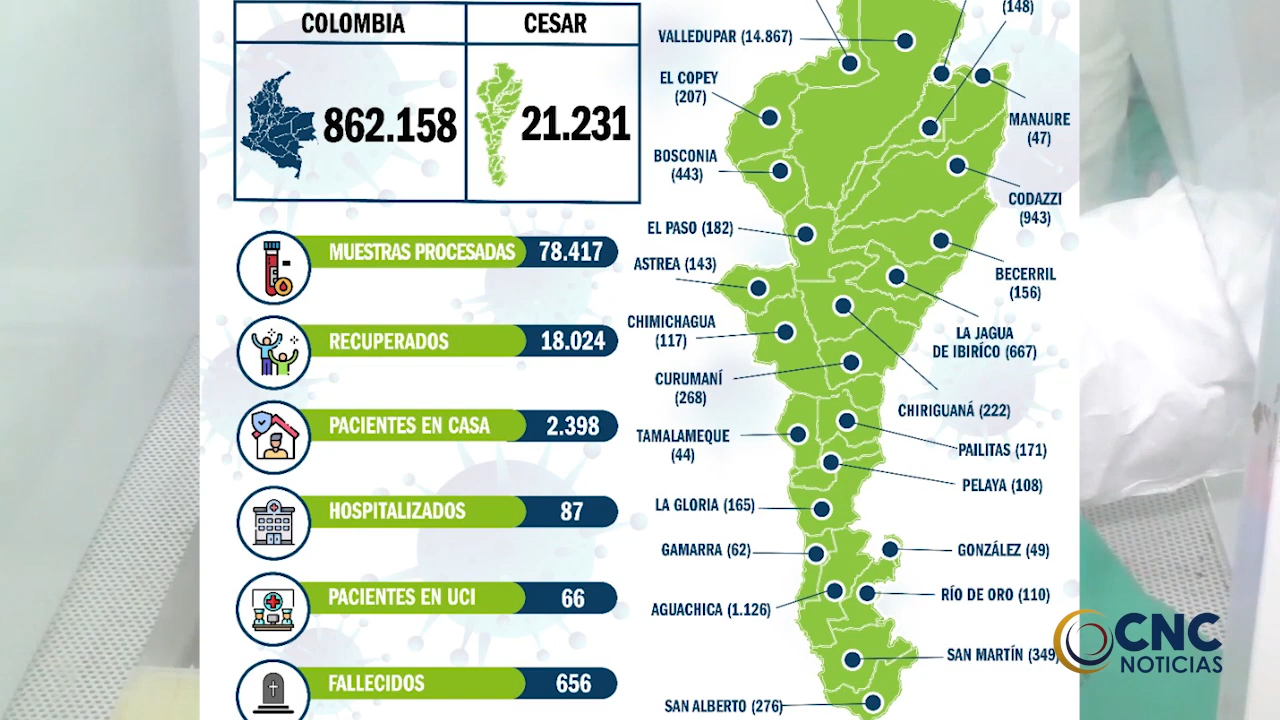 COLOMBIA
862.158
CESAR
21.231
MUESTRAS PROCESADAS 78.417
RECUPERADOS 18.024
PACIENTES EN CASA 2.398
HOSPITALIZADOS 87
PACIENTES EN UCI 66
FALLECIDOS 656
(148)
VALLEDUPAR (14.867)
EL COPEY
(207)
MANAURE
(47)
BOSCONIA
(443)
CODAZZI
(943)
EL PASO (182)
ASTREA (143)
BECERRIL
(156)
CHIMICHAGUA
(117)
LA JAGUA
DE IBIRÍCO (667)
CURUMANÍ
(268)
CHIRIGUANÁ (222)
TAMALAMEQUE
(44)
PAILITAS (171)
PELAYA (108)
LA GLORIA (165)
GAMARRA (62)
GONZÁLEZ (49)
AGUACHICA (1.126)
RÍO DE ORO (110)
SAN MARTÍN (349)
SAN ALBERTO (276)
CNC
NOTICIAS